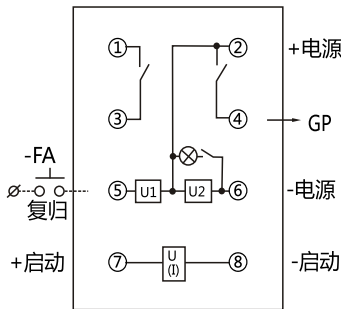 ① ② +电源
③ ④ GP
-FA
⑤ U1 U2 ⑥ -电源
复归
+启动 ⑦ U (I) ⑧ -启动